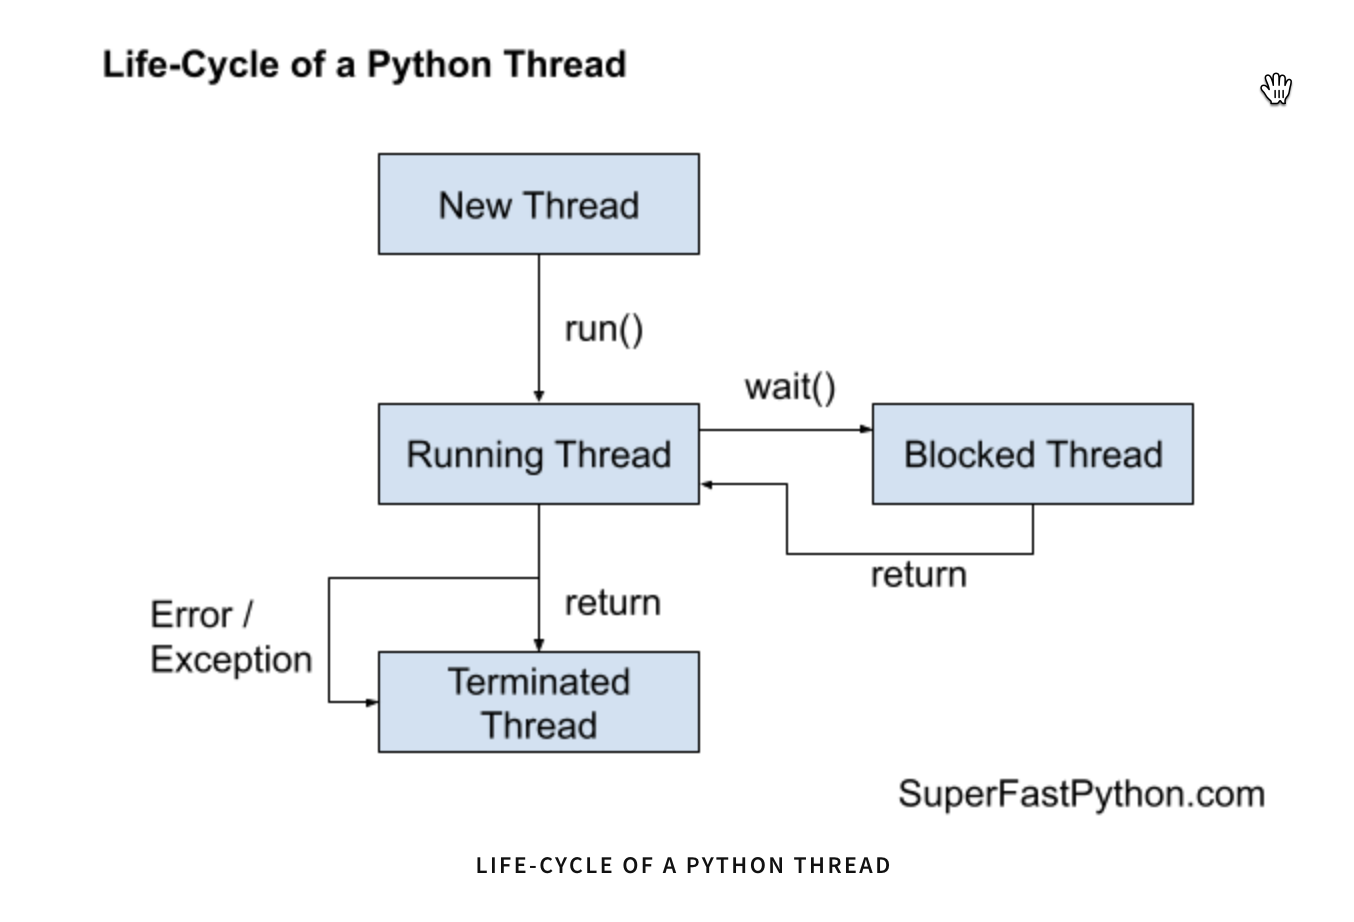 Life-Cycle of a Python Thread
New Thread
run()
wait()
Running Thread
Blocked Thread
return
Error /
Exception
return
Terminated
Thread
SuperFastPython.com
LIFE-CYCLE OF A PYTHON THREAD